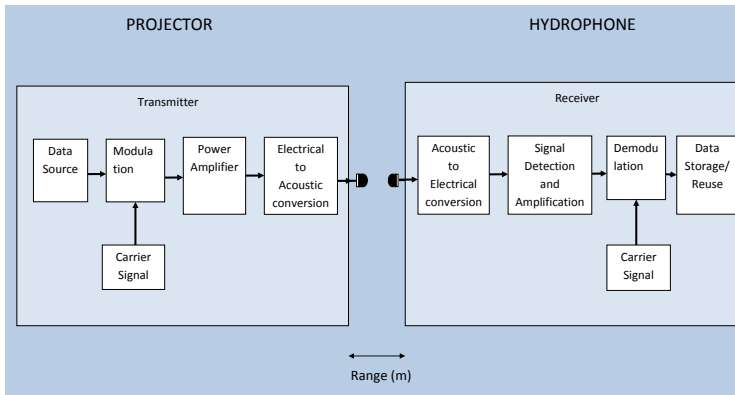 PROJECTOR
HYDROPHONE
Transmitter
Data
Source
Modula
tion
Power
Amplifier
Electrical
to
Acoustic
conversion
Carrier
Signal
Receiver
Acoustic
to
Electrical
conversion
Signal
Detection
and
Amplification
Demodu
lation
Data
Storage/
Reuse
Carrier
Signal
Range (m)